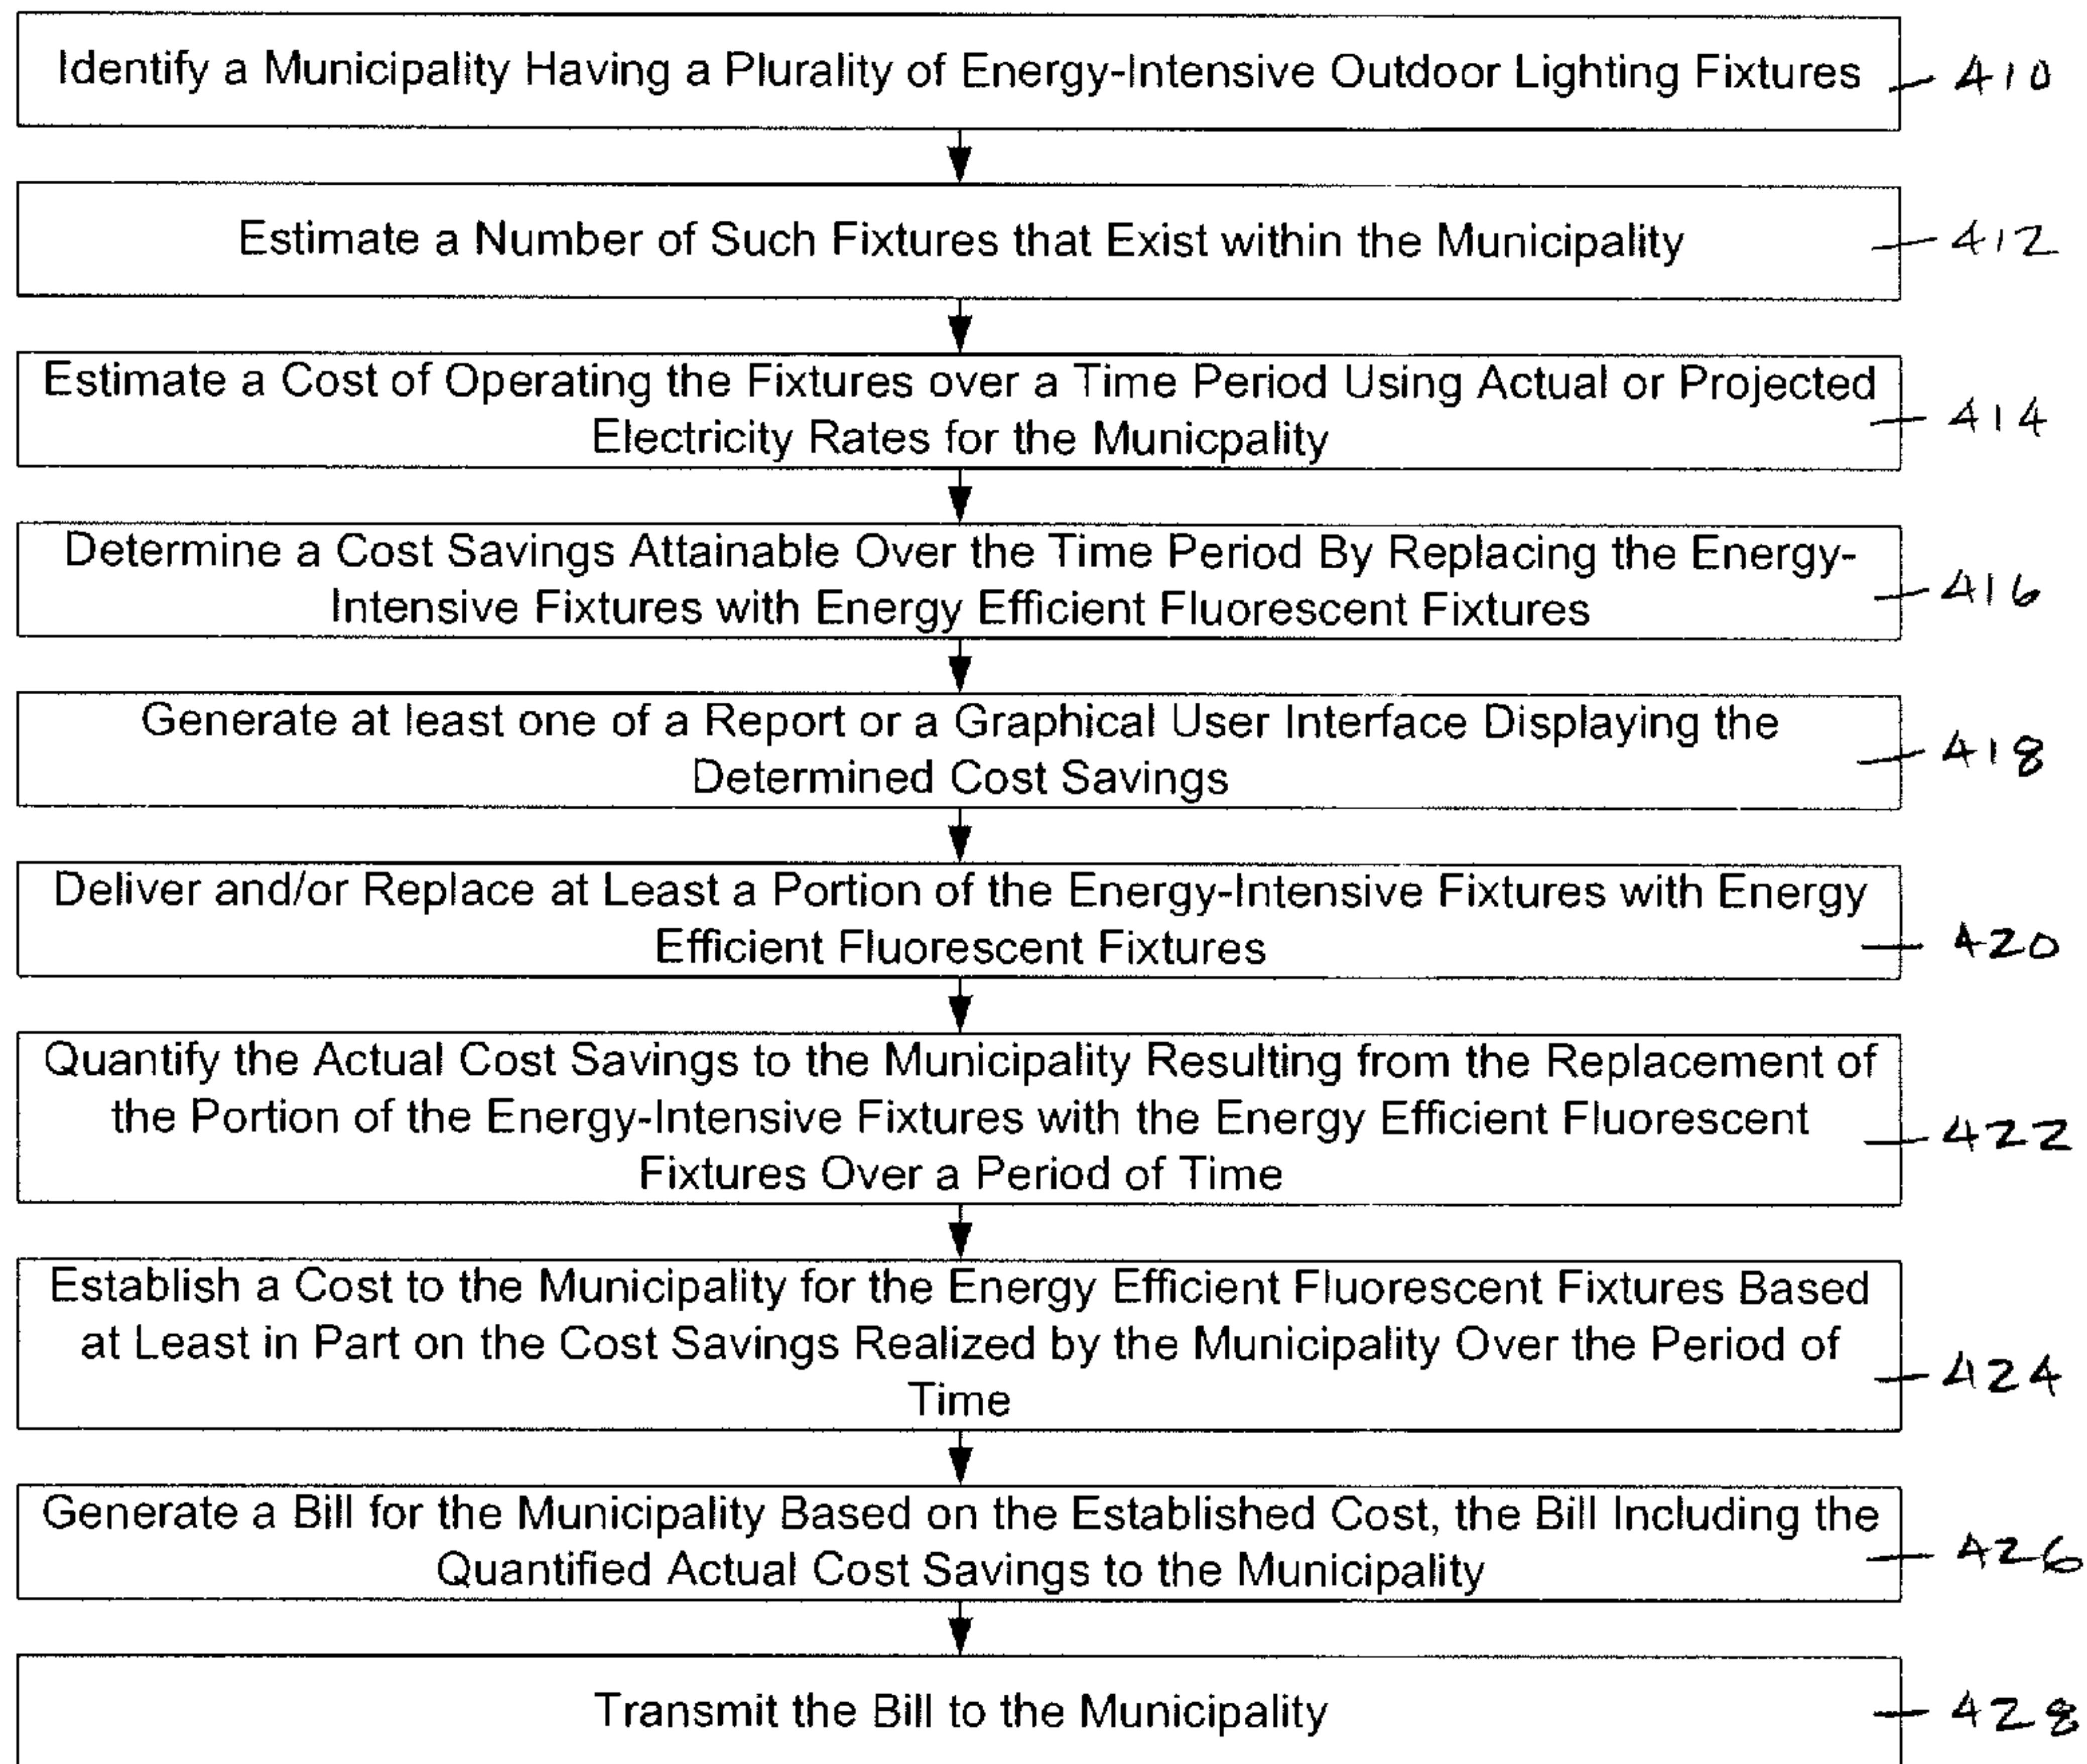 Identify a Municipality Having a Plurality of Energy-Intensive Outdoor Lighting Fixtures
410
Estimate a Number of Such Fixtures that Exist within the Municipality
412
Estimate a Cost of Operating the Fixtures over a Time Period Using Actual or Projected
Electricity Rates for the Municpality
414
Determine a Cost Savings Attainable Over the Time Period By Replacing the Energy-
Intensive Fixtures with Energy Efficient Fluorescent Fixtures
416
Generate at least one of a Report or a Graphical User Interface Displaying the
Determined Cost Savings
418
Deliver and/or Replace at Least a Portion of the Energy-Intensive Fixtures with Energy
Efficient Fluorescent Fixtures
420
Quantify the Actual Cost Savings to the Municipality Resulting from the Replacement of
the Portion of the Energy-Intensive Fixtures with the Energy Efficient Fluorescent
Fixtures Over a Period of Time
422
Establish a Cost to the Municipality for the Energy Efficient Fluorescent Fixtures Based
at Least in Part on the Cost Savings Realized by the Municipality Over the Period of
Time
424
Generate a Bill for the Municipality Based on the Established Cost, the Bill Including the
Quantified Actual Cost Savings to the Municipality
426
Transmit the Bill to the Municipality
428